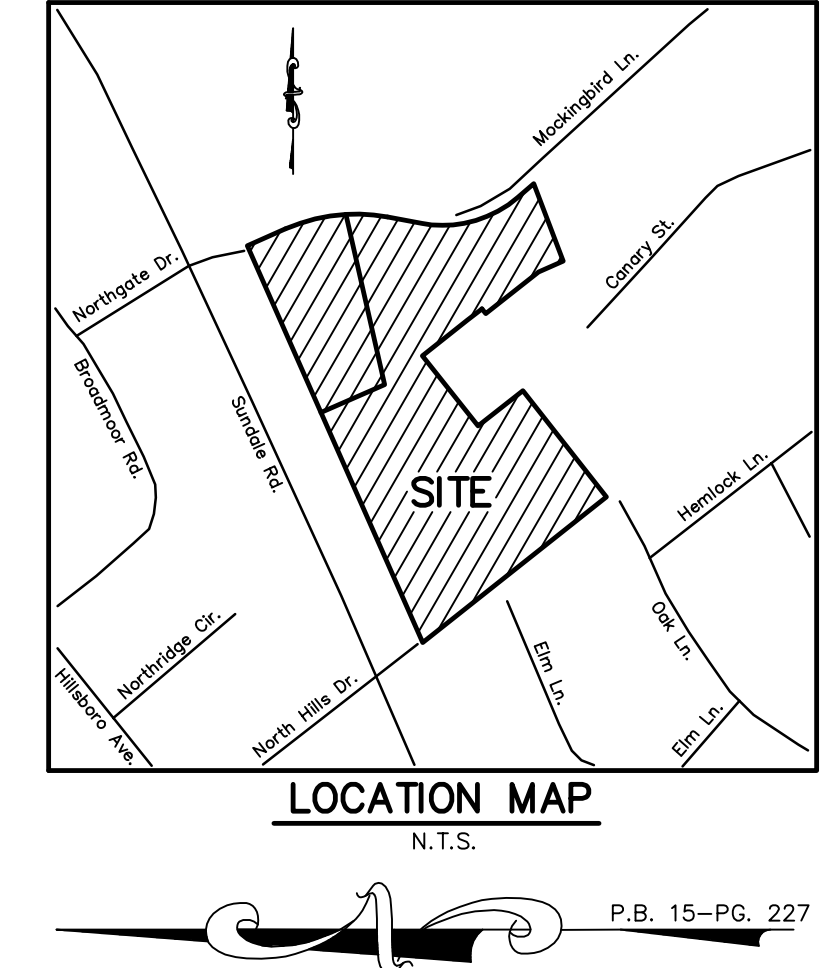 Mockingbird Ln.
Canary St.
Northgate Dr.
Broadmoor Rd.
Sundale Rd.
SITE
Hemlock Ln.
Oak Ln.
Elm Ln.
Northridge Cir.
Hillsboro Ave.
North Hills Dr.
Elm Ln.
LOCATION MAP
N.T.S.
P.B. 15-PG. 227